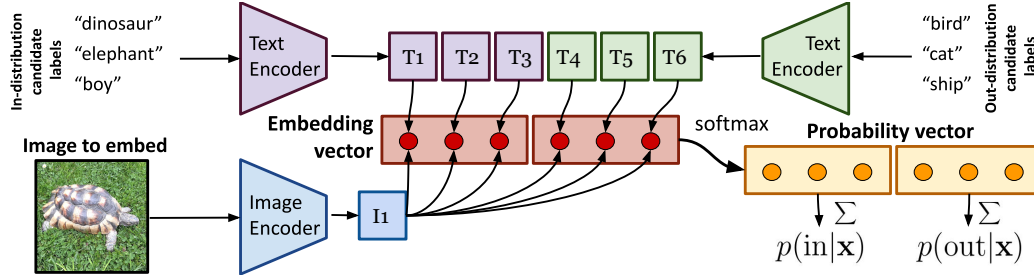 In-distribution
candidate
labels
“dinosaur”
“elephant”
“boy”
Text
Encoder
T1
T2
T3
T4
T5
T6
Text
Encoder
“bird”
“cat”
“ship”
Out-distribution
candidate
labels
Embedding
vector
softmax
Probability vector
Image to embed
Image
Encoder
I1
Σ
p(in|x)
Σ
p(out|x)